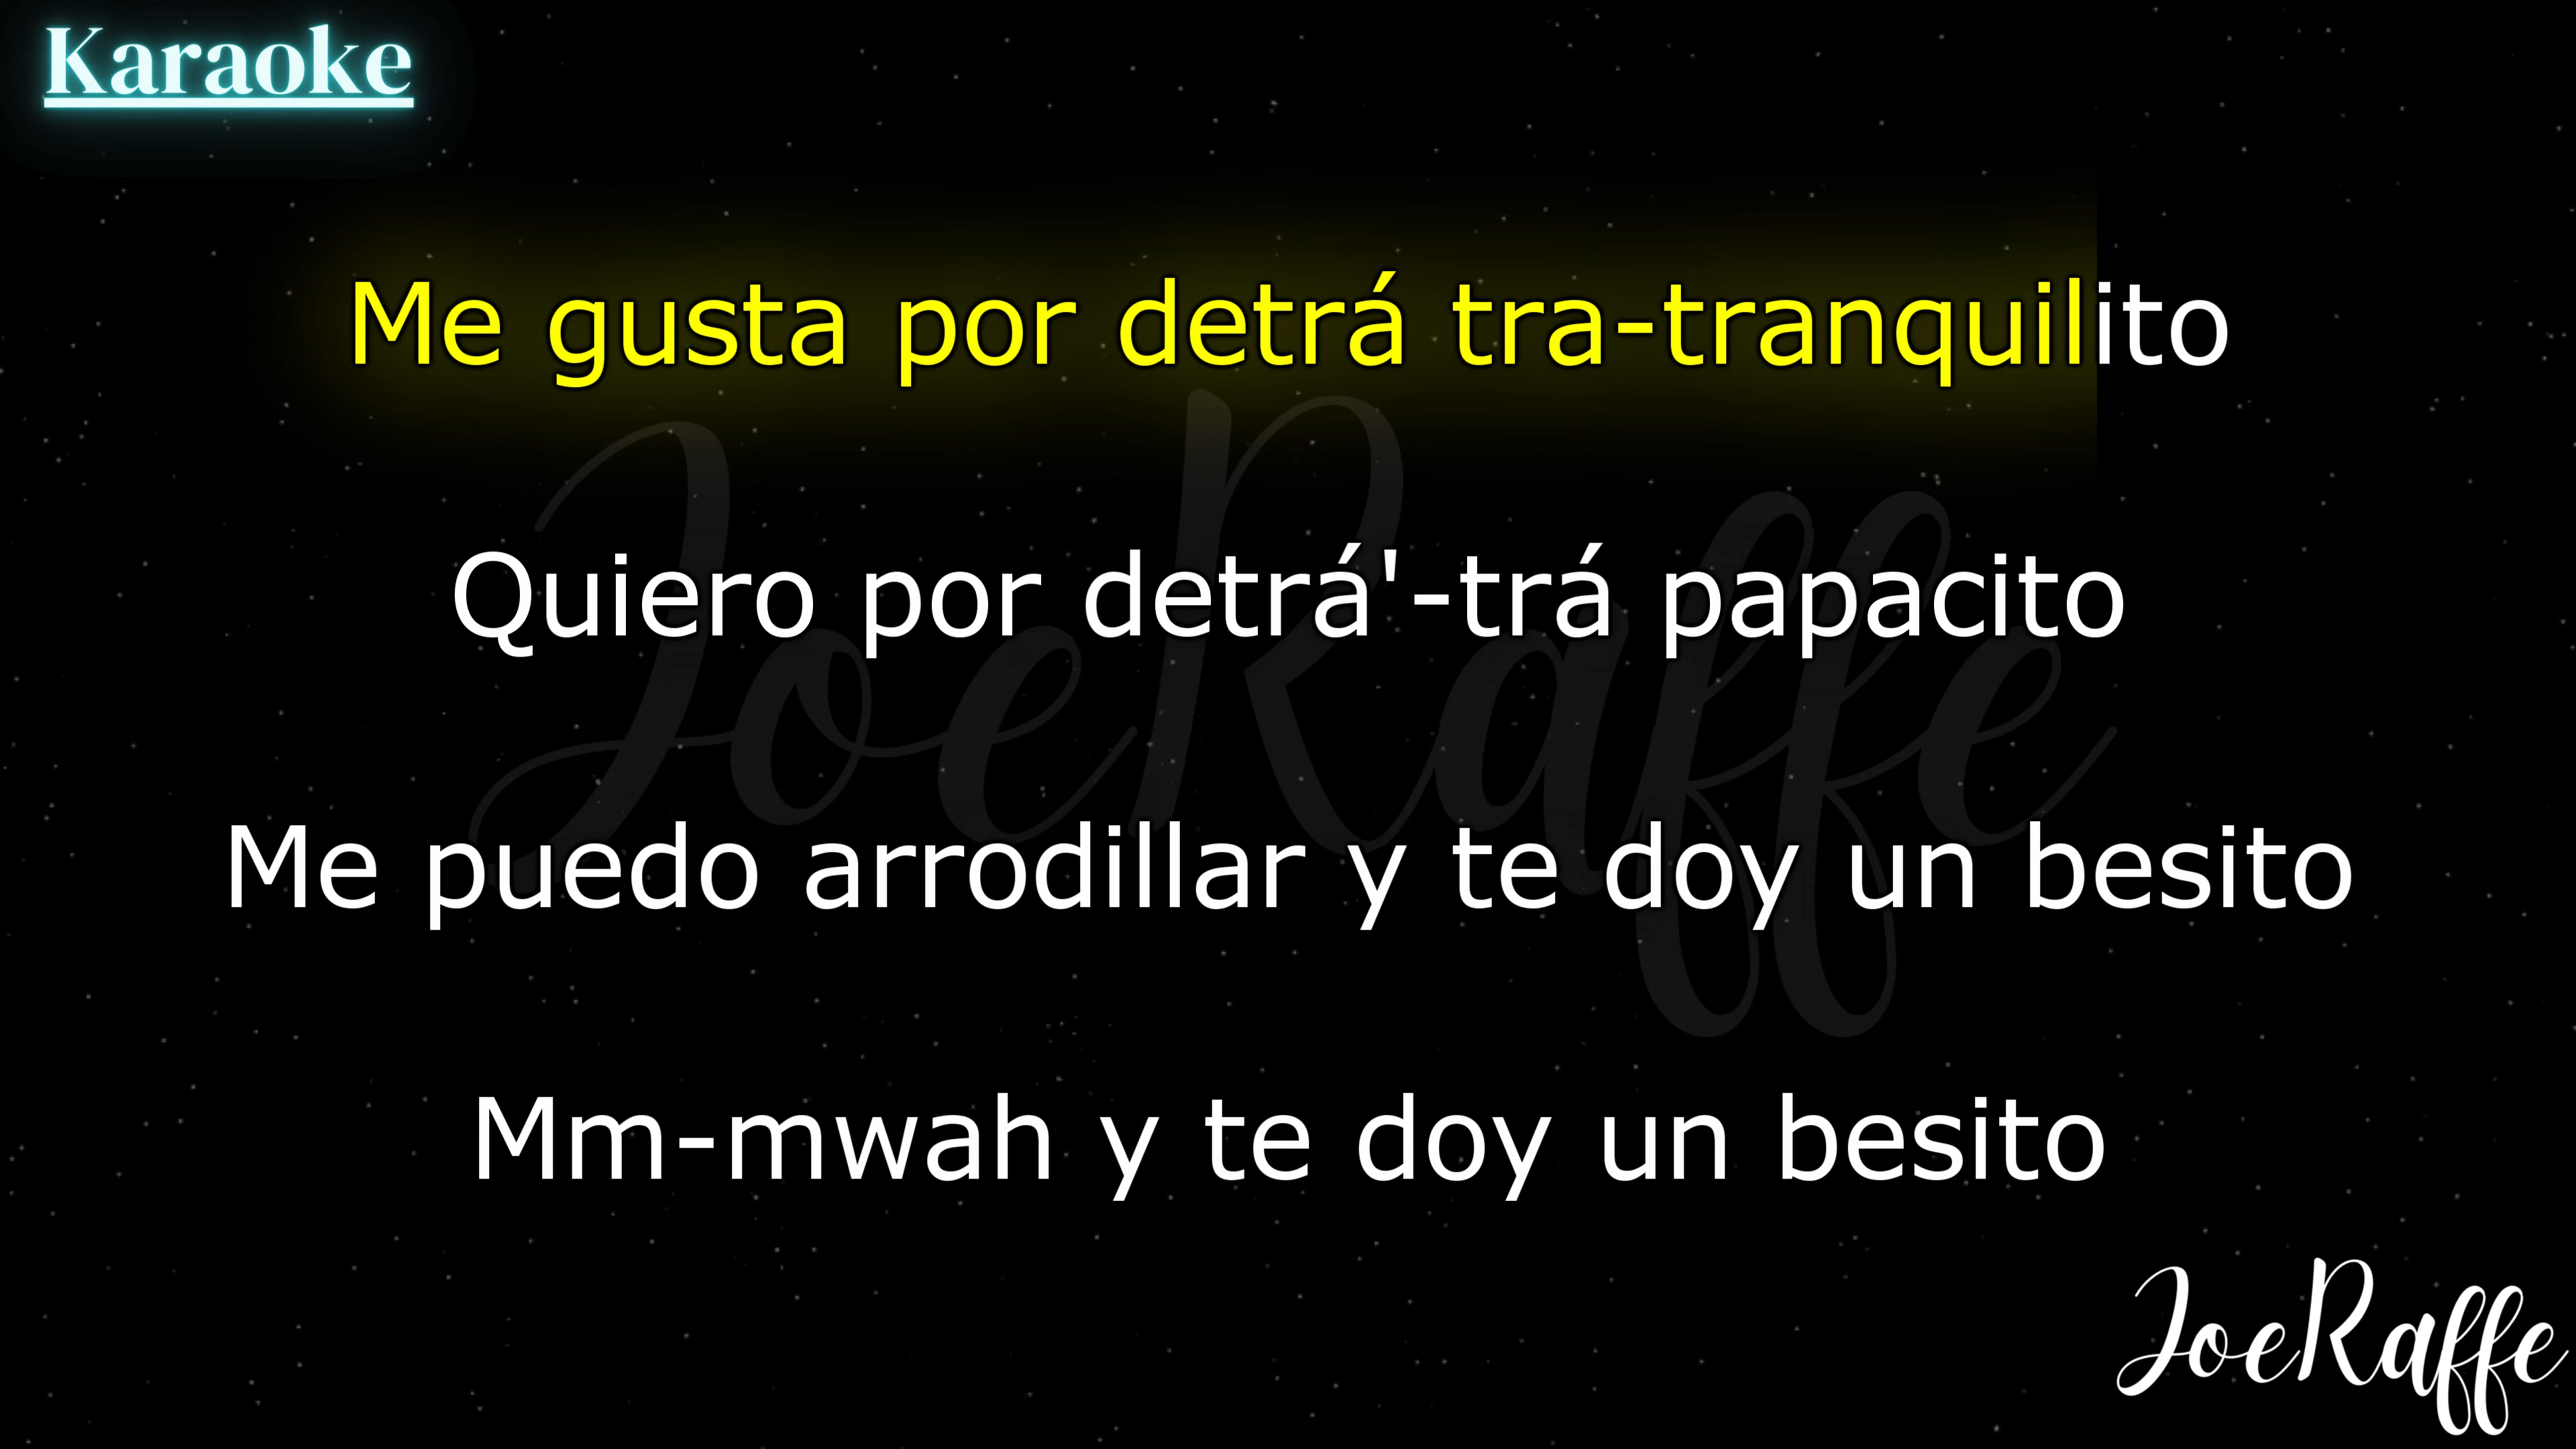 Karaoke
Me gusta por detrá tra-tranquilito
Quiero por detrá'-trá papacito
Me puedo arrodillar y te doy un besito
Mm-mwah y te doy un besito
JoeRaffe
JoeRaffe